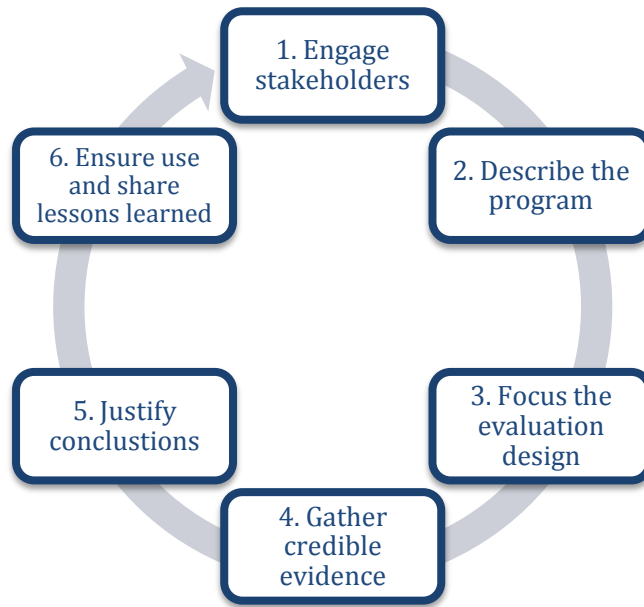 1. Engage
stakeholders
2. Describe the
program
3. Focus the
evaluation
design
4. Gather
credible
evidence
5. Justify
conclustions
6. Ensure use
and share
lessons learned